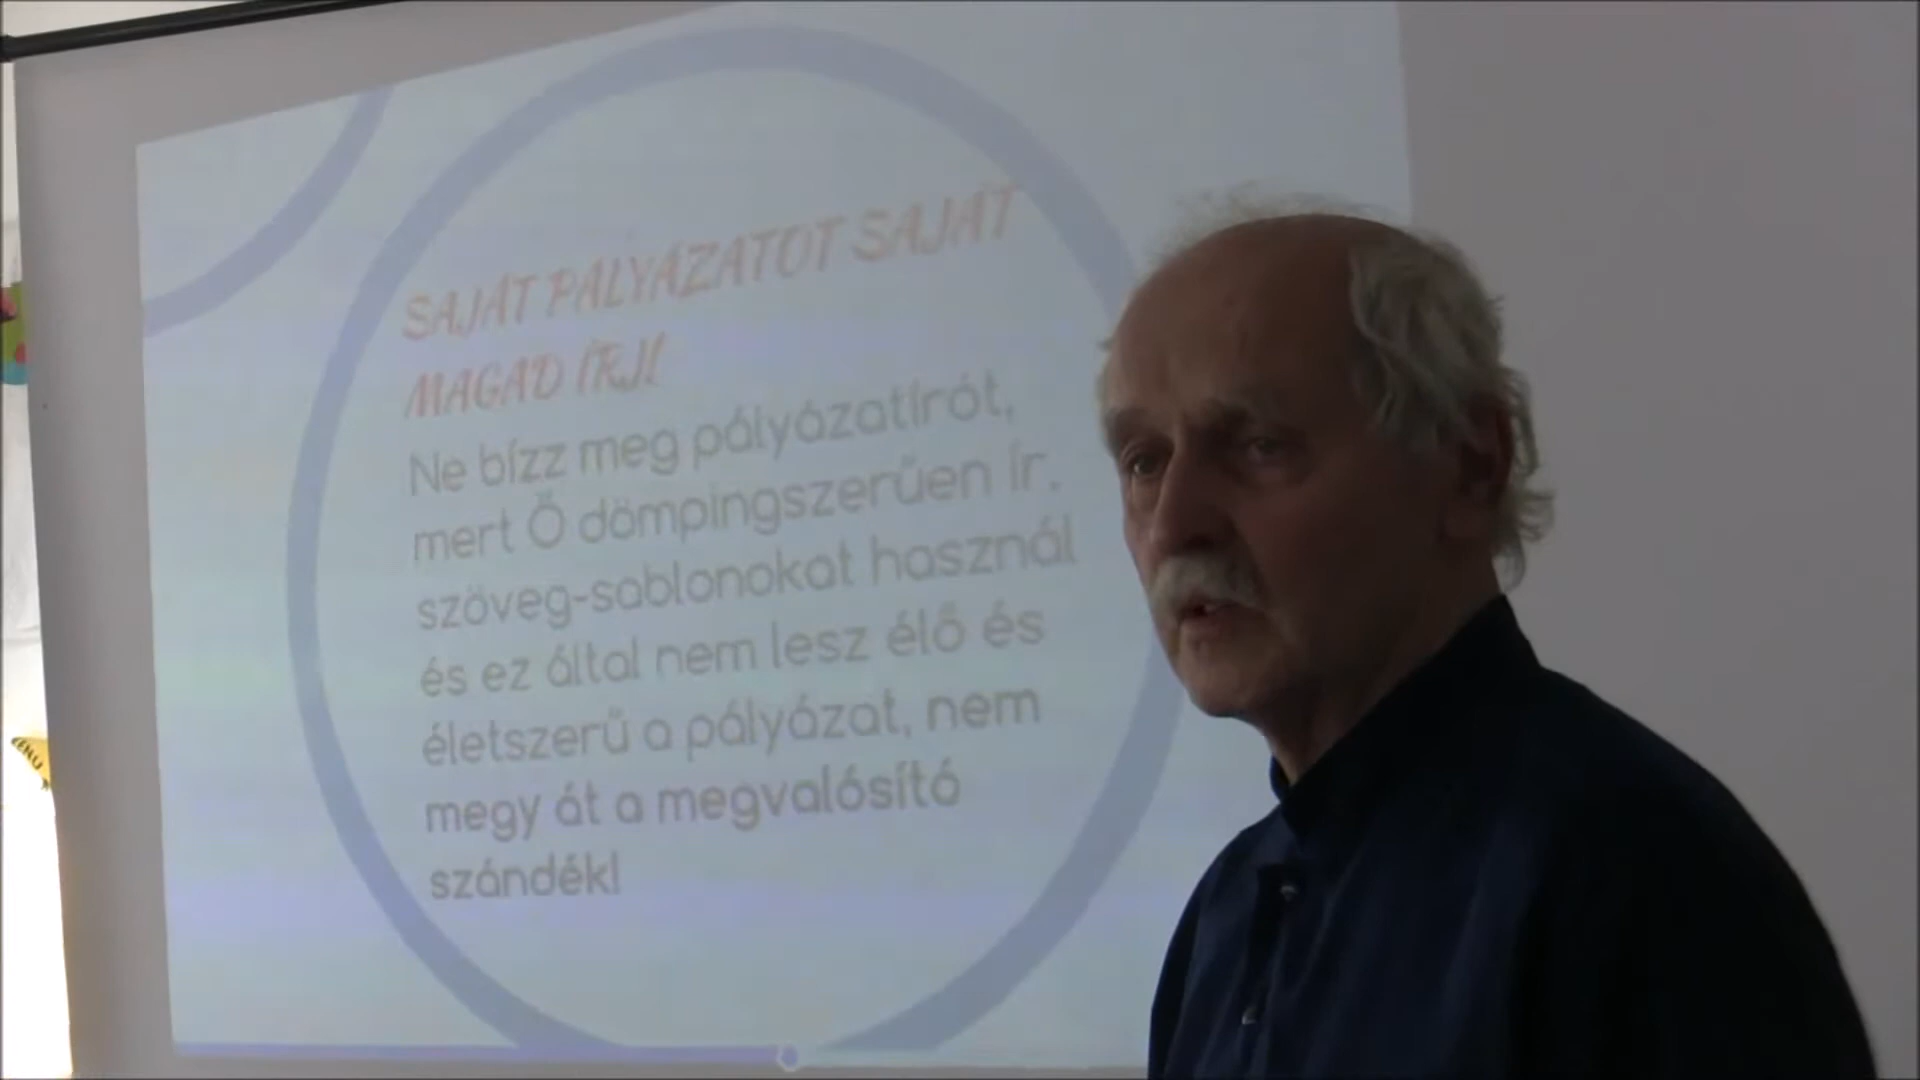 SAJÁT PÁLYÁZATOT SAJÁT
MAGAD ÍRJ!
Ne bízz meg pályázatírót,
mert Ő dömpingszerűen ír.
szöveg-sablonokat használ
és ez által nem lesz élő és
életszerű a pályázat, nem
megy át a megvalósító
szándék!